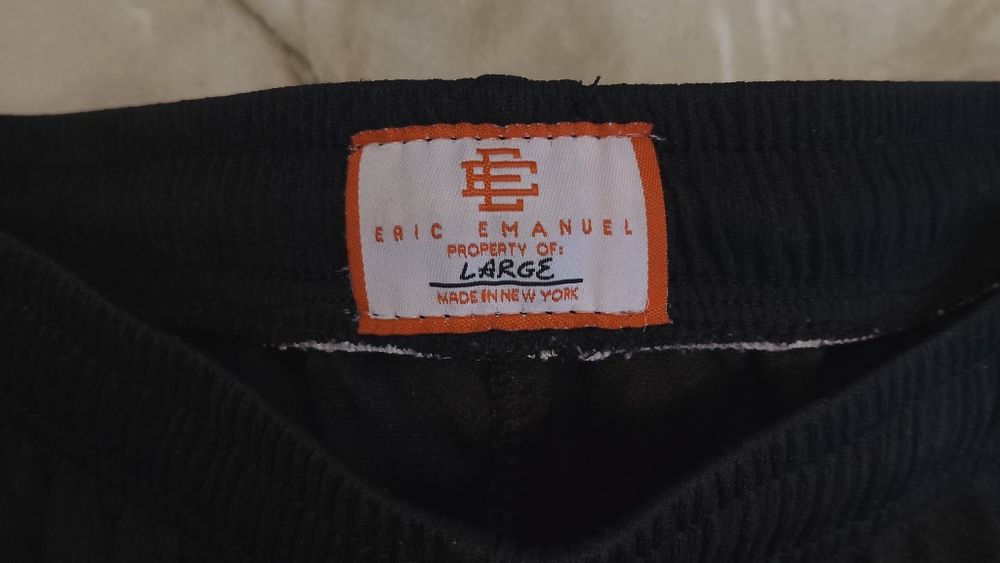 EE
ERIC EMANUEL
PROPERTY OF:
LARGE
MADE IN NEW YORK